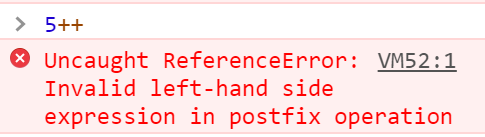 > 5++
Uncaught ReferenceError: VM52:1
Invalid left-hand side
expression in postfix operation